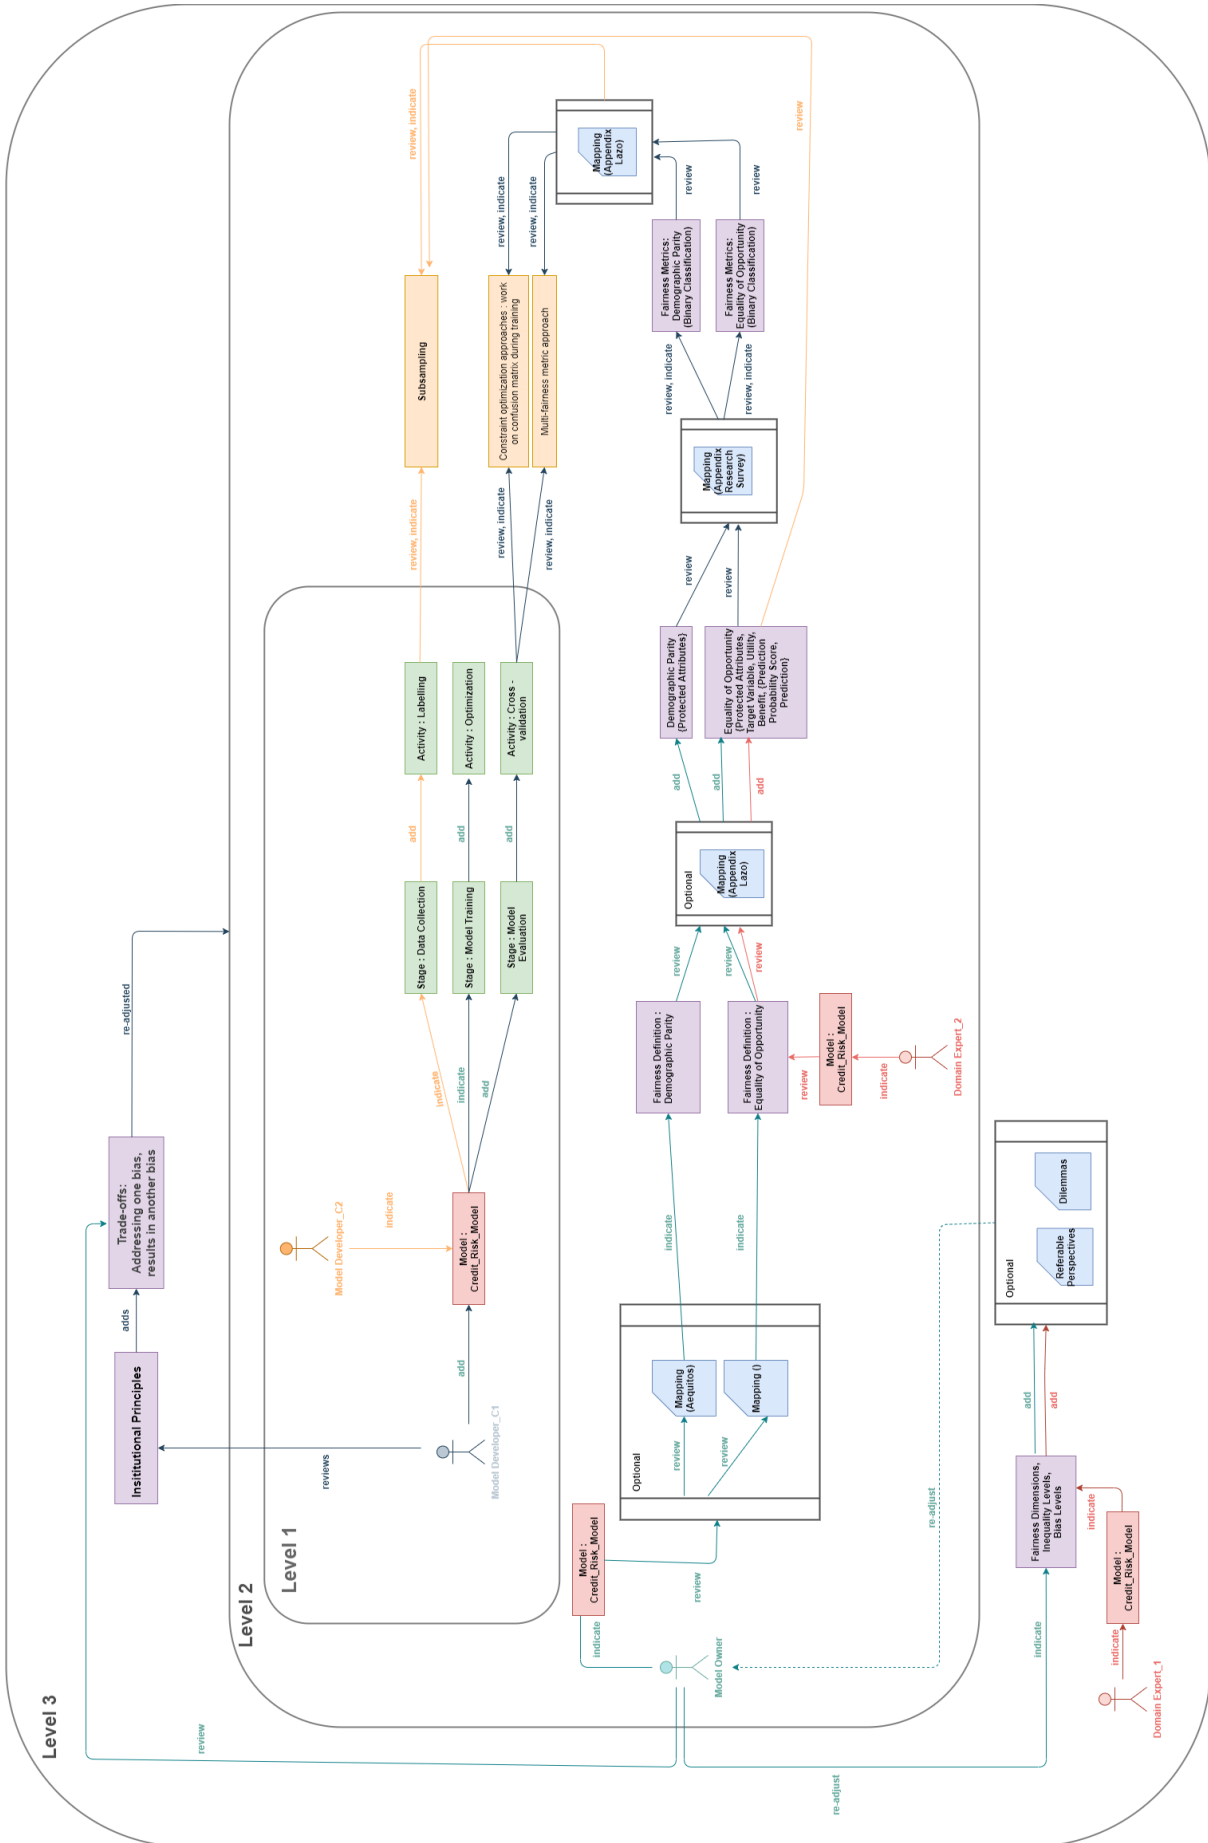 Level 3
Insititutional Principles
adds
Trade-offs:
Addressing one bias,
results in another bias
re-adjusted
review
reviews
Level 2
Level 1
Model Developer_C2
indicate
Model Developer_C1
add
Model :
Credit_Risk_Model
indicate
indicate
add
Stage : Data Collection
Stage : Model Training
Stage : Model
Evaluation
add
add
add
Activity : Labelling
Activity : Optimization
Activity : Cross -
validation
review, indicate
review, indicate
review, indicate
Subsampling
Constraint optimization approaches : work
on confusion matrix during training
Multi-fairness metric approach
review, indicate
review, indicate
review, indicate
Mapping
(Appendix
Lazo)
review
Model Owner
indicate
Model :
Credit_Risk_Model
review
Optional
review
review
Mapping
(Aequitos)
Mapping ()
indicate
indicate
Fairness Definition :
Demographic Parity
Fairness Definition :
Equality of Opportunity
review
Model :
Credit_Risk_Model
indicate
Domain Expert_2
review
review
review
Optional
Mapping
(Appendix
Lazo)
add
add
add
Demographic Parity
{Protected Attributes}
Equality of Opportunity
{Protected Attributes,
Target Variable, Utility,
Benefit, {Prediction
Probability Score,
Prediction}
review
review
Mapping
(Appendix
Research
Survey)
review, indicate
review, indicate
Fairness Metrics:
Demographic Parity
(Binary Classification)
Fairness Metrics:
Equality of Opportunity
(Binary Classification)
review
review
re-adjust
re-adjust
indicate
Domain Expert_1
indicate
Model :
Credit_Risk_Model
indicate
Fairness Dimensions,
Inequality Levels,
Bias Levels
add
add
Optional
Referable
Perspectives
Dilemmas